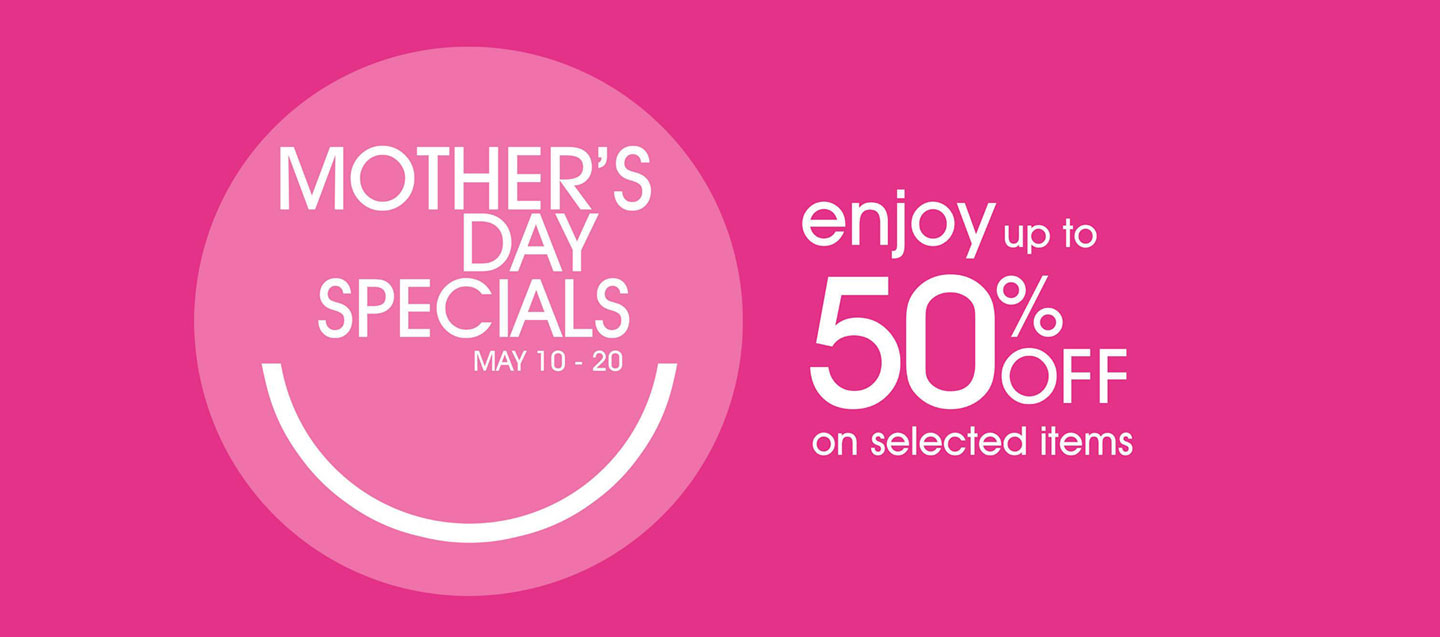 MOTHER’S
DAY
SPECIALS
MAY 10 - 20
enjoy up to
50%
OFF
on selected items